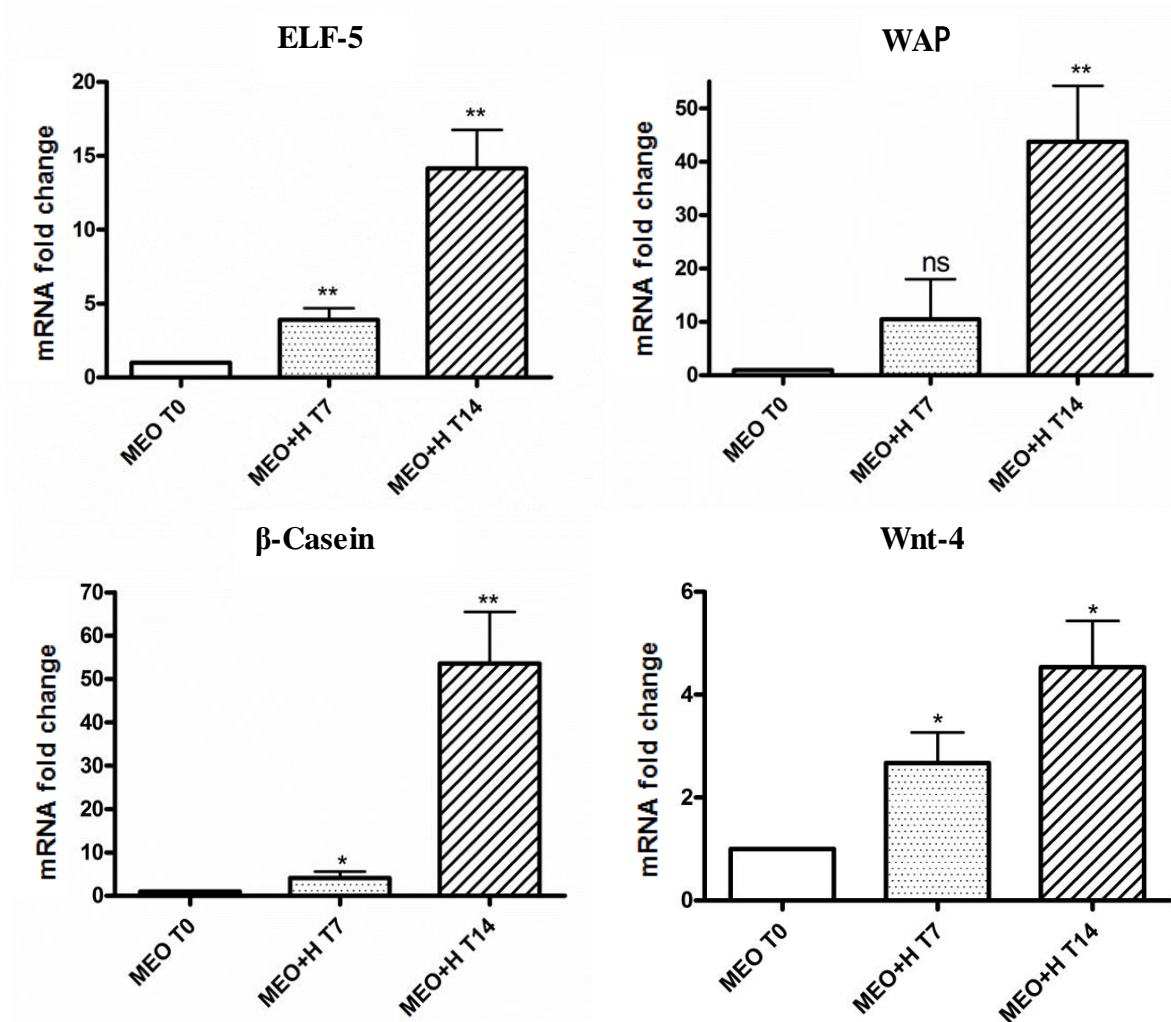 ELF-5
mRNA fold change
20
15
10
5
0
**
**
MEO T0
MEO+H T7
MEO+H T14
WAP
mRNA fold change
50
40
30
20
10
0
ns
**
MEO T0
MEO+H T7
MEO+H T14
β-Casein
mRNA fold change
70
60
50
40
30
20
10
0
*
**
MEO T0
MEO+H T7
MEO+H T14
Wnt-4
mRNA fold change
6
4
2
0
*
*
MEO T0
MEO+H T7
MEO+H T14